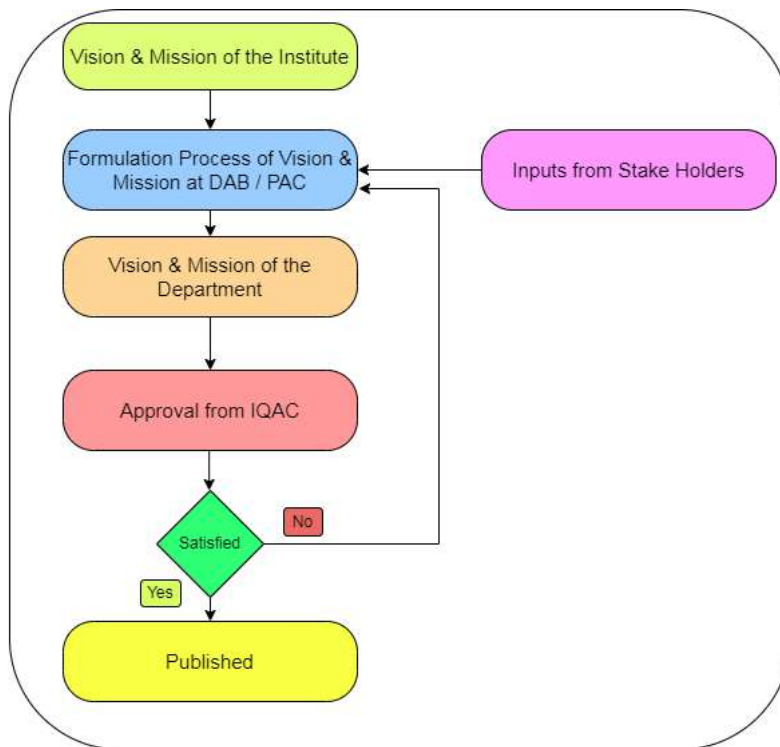 Vision & Mission of the Institute
Formulation Process of Vision &
Mission at DAB / PAC
Inputs from Stake Holders
Vision & Mission of the
Department
Approval from IQAC
Satisfied
No
Yes
Published